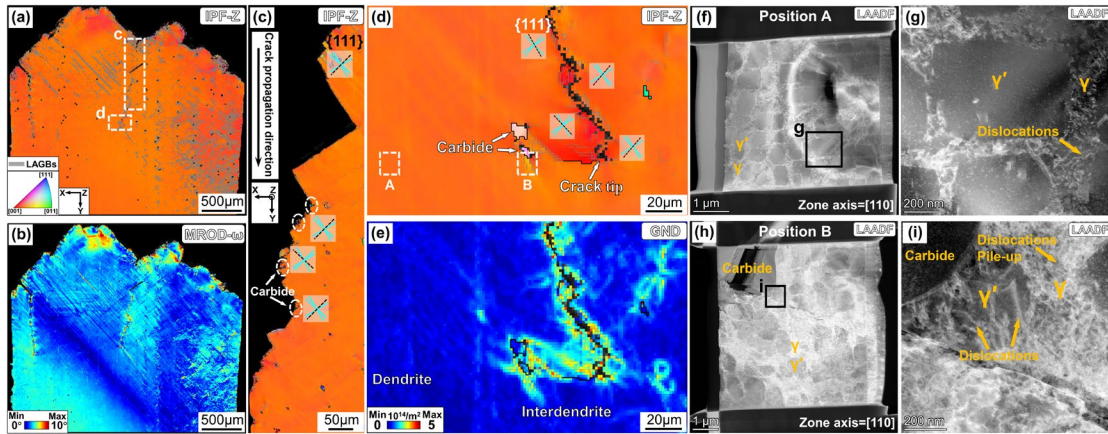 (a)
IPF-Z
c
d
LAGBs
[111]
[001]
[011]
X
Z
Y
500μm
(b)
MROD-ω
Min
Max
0°
10°
500μm
(c)
IPF-Z
Crack propagation direction
{111}
X
Z
Y
Carbide
50μm
(d)
{111}
IPF-Z
Carbide
A
B
Crack tip
20μm
(e)
GND
Dendrite
Interdendrite
Min
10¹⁴/m²
Max
0
5
20μm
(f)
Position A
LAADF
g
γ′
γ
1 μm
Zone axis=[110]
(g)
LAADF
γ′
γ
Dislocations
200 nm
(h)
Position B
LAADF
Carbide
i
γ
γ′
1 μm
Zone axis=[110]
(i)
LAADF
Carbide
Dislocations
Pile-up
γ′
γ
Dislocations
200 nm